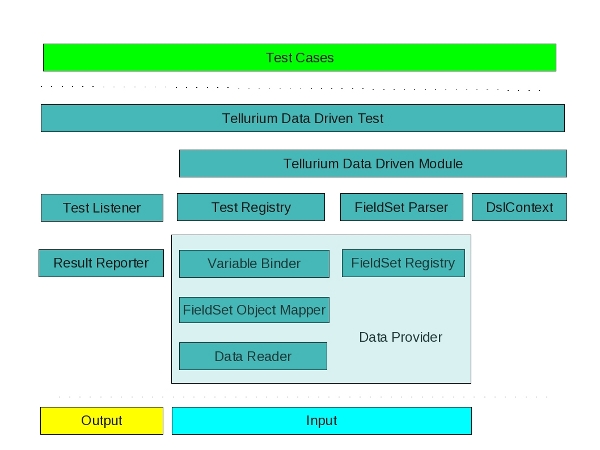 Test Cases
Tellurium Data Driven Test
Tellurium Data Driven Module
Test Listener
Test Registry
FieldSet Parser
DslContext
Result Reporter
Variable Binder
FieldSet Registry
FieldSet Object Mapper
Data Provider
Data Reader
Output
Input